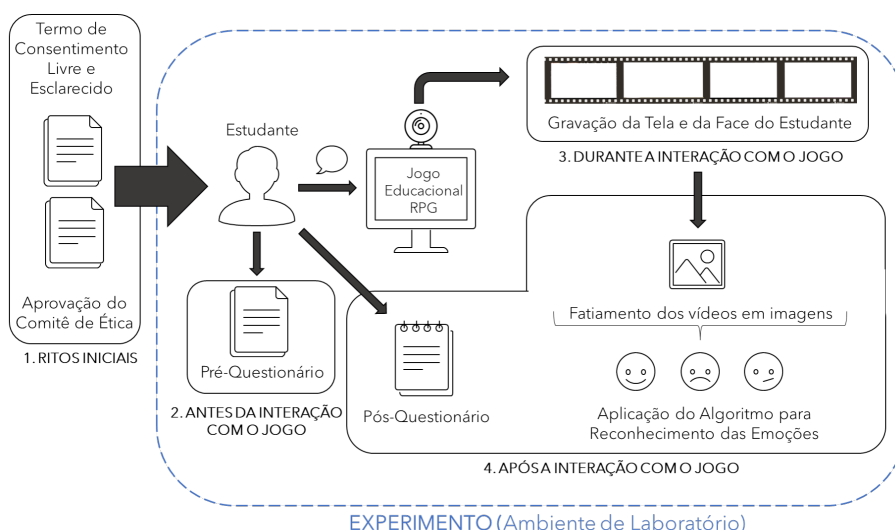 Termo de
Consentimento
Livre e
Esclarecido
Aprovação do
Comitê de Ética
1. RITOS INICIAIS
Estudante
Jogo
Educacional
RPG
Gravação da Tela e da Face do Estudante
3. DURANTE A INTERAÇÃO COM O JOGO
Pré-Questionário
2. ANTES DA INTERAÇÃO
COM O JOGO
Pós-Questionário
Fatiamento dos vídeos em imagens
Aplicação do Algoritmo para
Reconhecimento das Emoções
4. APÓS A INTERAÇÃO COM O JOGO
EXPERIMENTO (Ambiente de Laboratório)